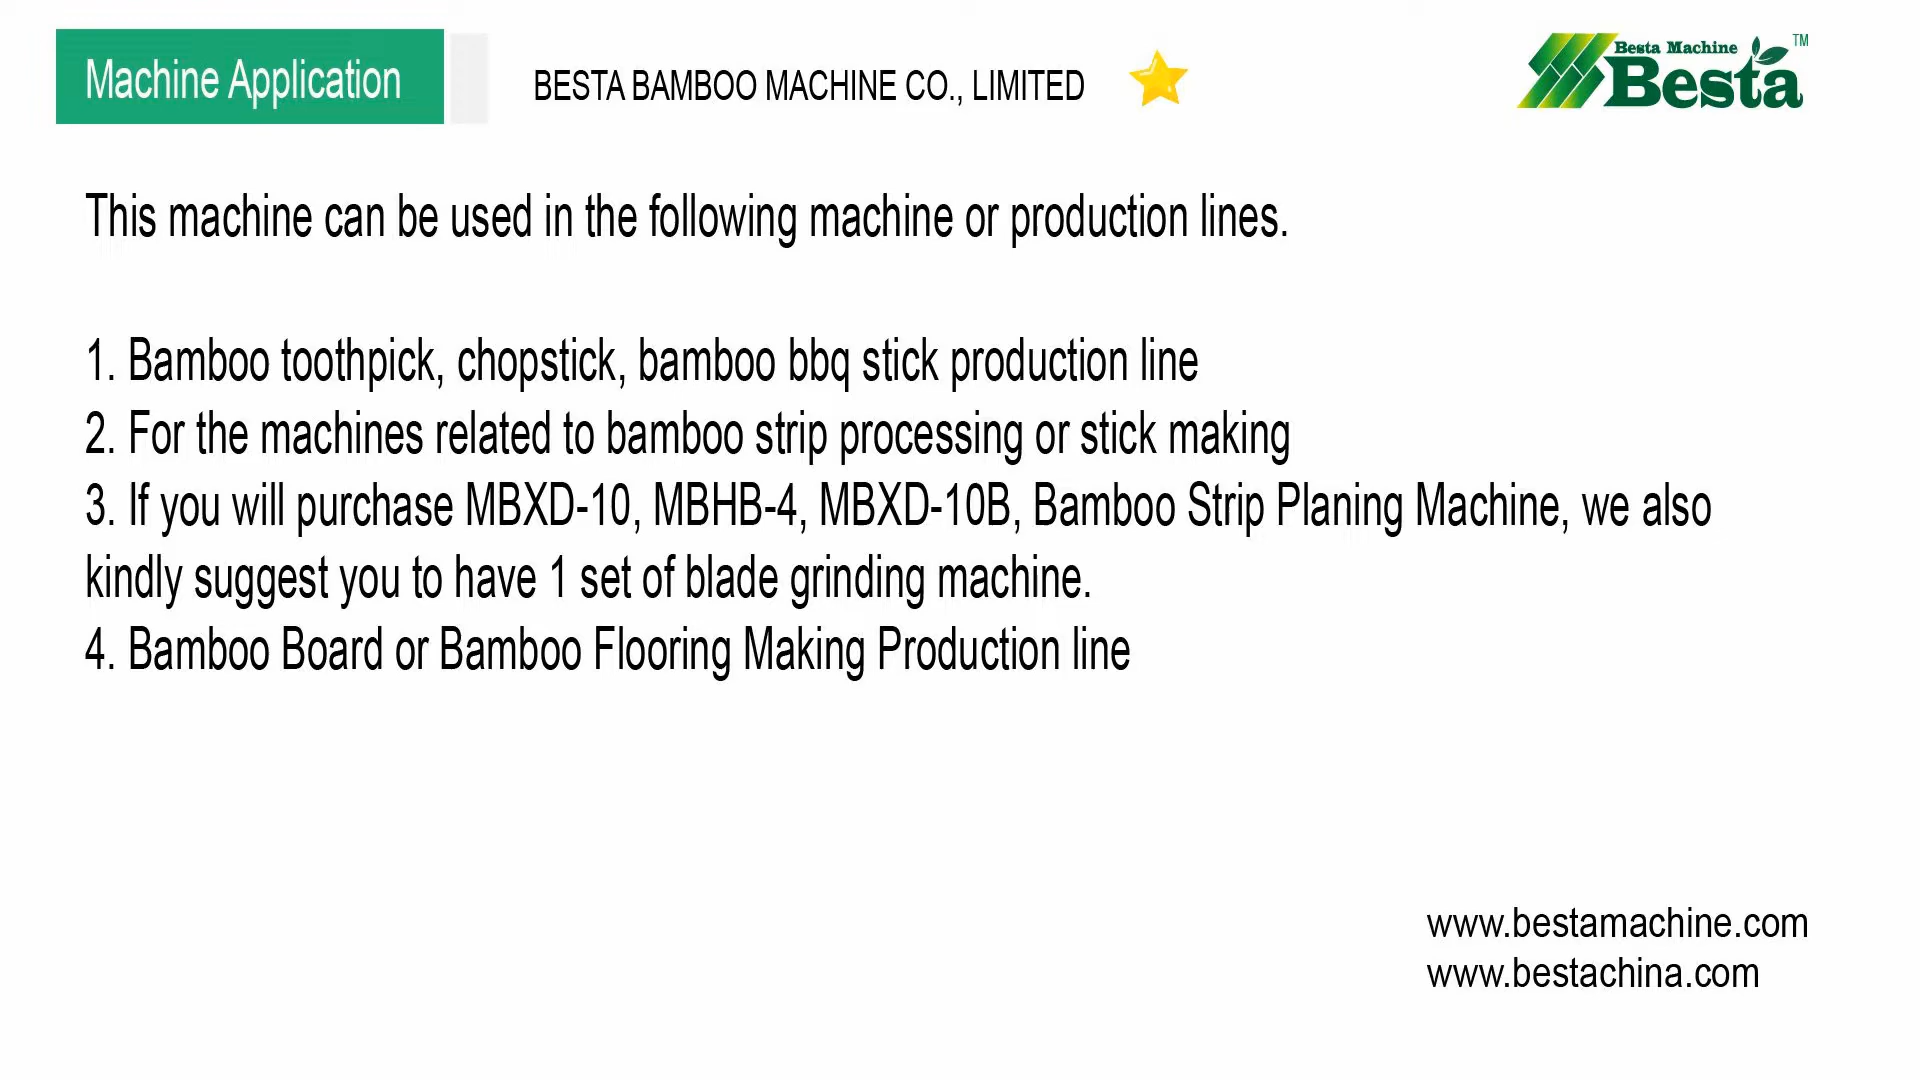 Machine Application
BESTA BAMBOO MACHINE CO., LIMITED
Besta Machine
Besta
TM
This machine can be used in the following machine or production lines.
1. Bamboo toothpick, chopstick, bamboo bbq stick production line
2. For the machines related to bamboo strip processing or stick making
3. If you will purchase MBXD-10, MBHB-4, MBXD-10B, Bamboo Strip Planing Machine, we also
kindly suggest you to have 1 set of blade grinding machine.
4. Bamboo Board or Bamboo Flooring Making Production line
www.bestamachine.com
www.bestachina.com